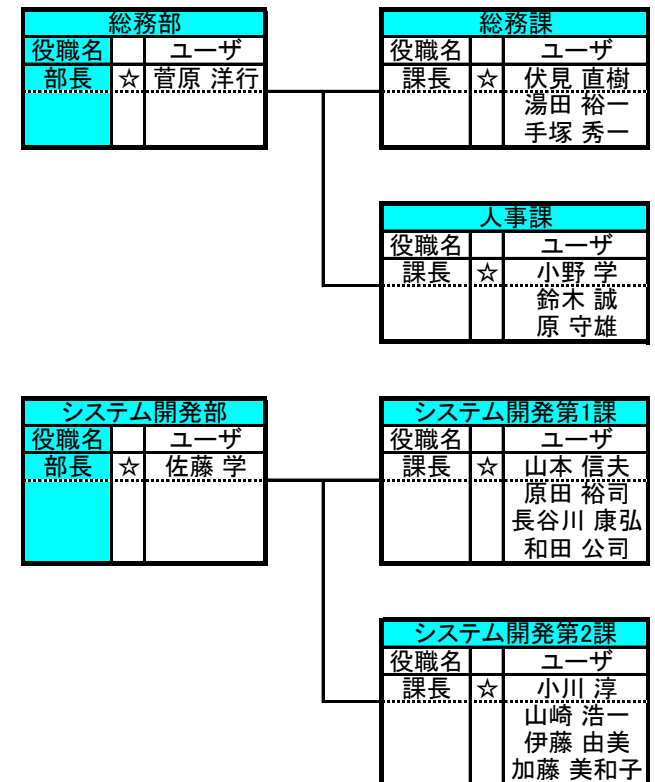 総務部
役職名 ユーザ
部長 ☆ 菅原 洋行
総務課
役職名 ユーザ
課長 ☆ 伏見 直樹
湯田 裕一
手塚 秀一
人事課
役職名 ユーザ
課長 ☆ 小野 学
鈴木 誠
原 守雄
システム開発部
役職名 ユーザ
部長 ☆ 佐藤 学
システム開発第1課
役職名 ユーザ
課長 ☆ 山本 信夫
原田 裕司
長谷川 康弘
和田 公司
システム開発第2課
役職名 ユーザ
課長 ☆ 小川 淳
山崎 浩一
伊藤 由美
加藤 美和子